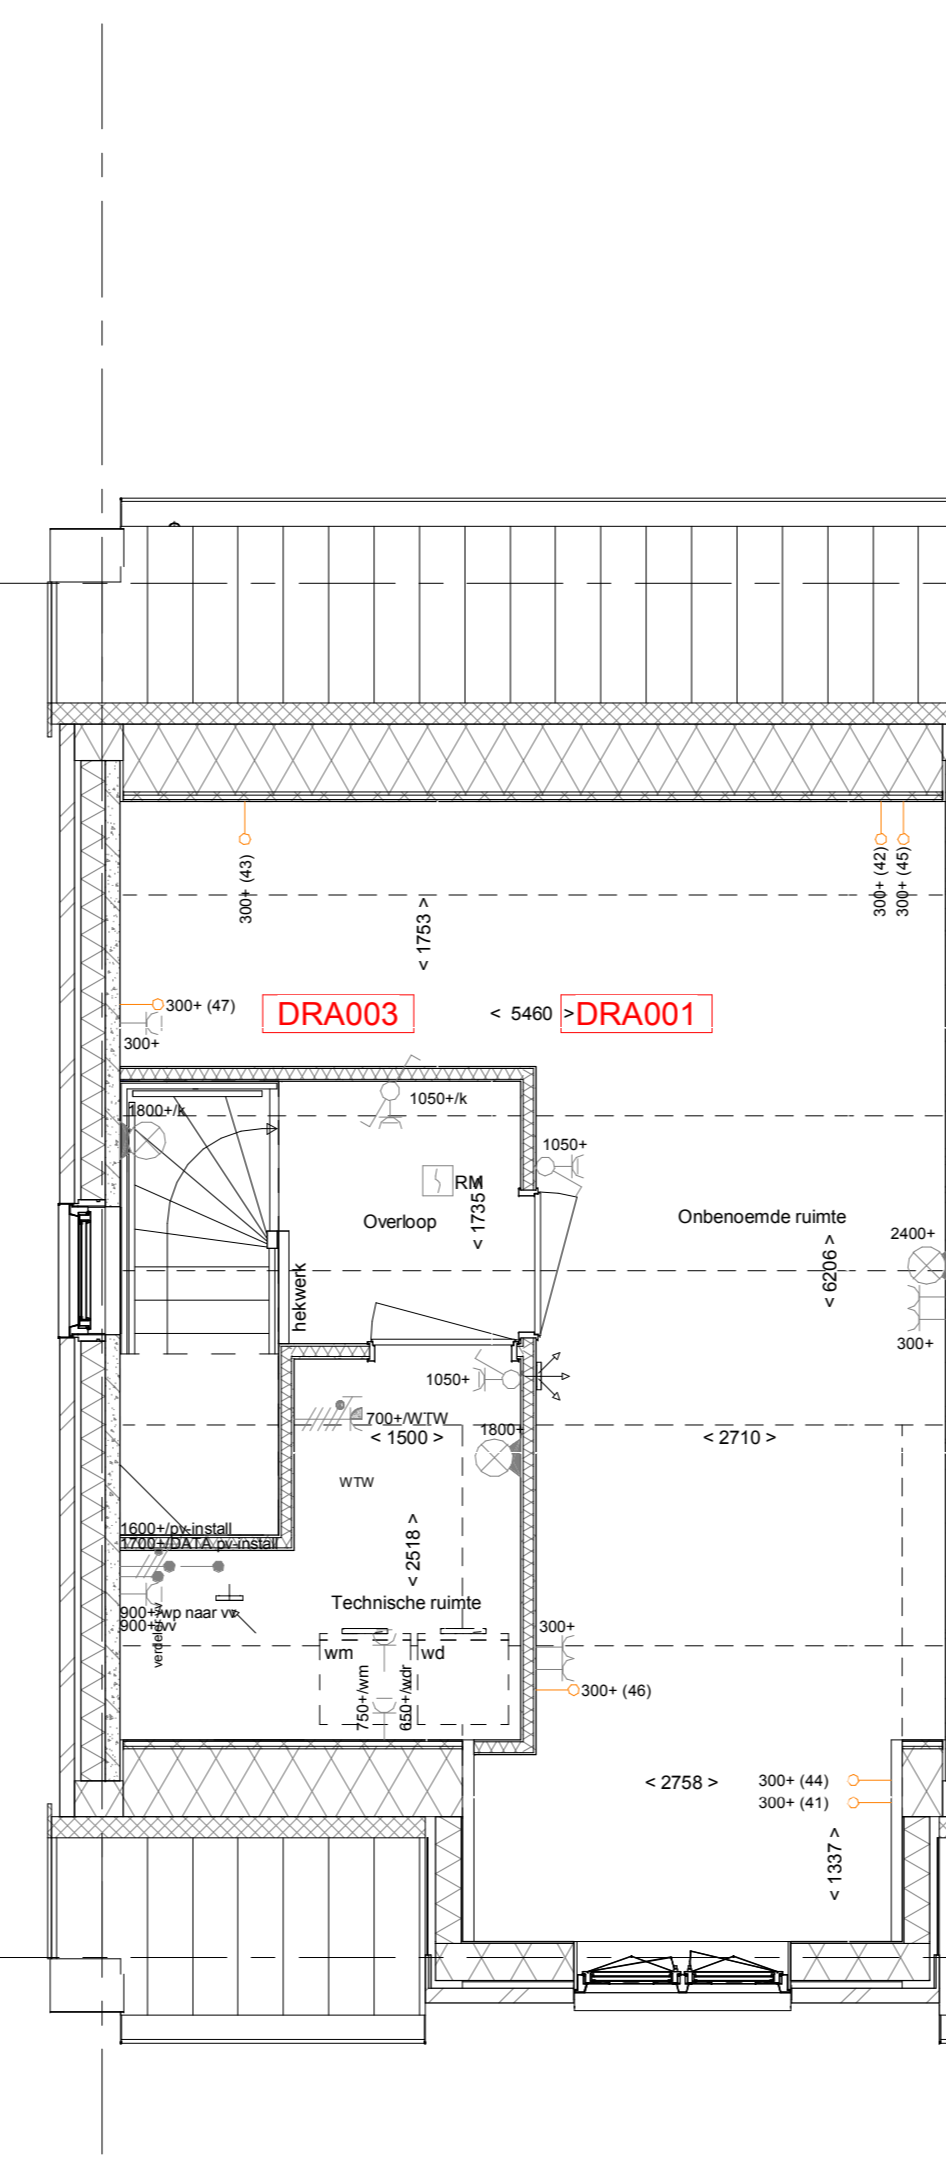 300+ (43)
300+ (42)
300+ (45)
< 1753 >
300+ (47)
DRA003
< 5460 >
DRA001
300+
1050+/k
1800+/k
1050+
RM
< 1735 >
Overloop
Onbenoemde ruimte
2400+
< 6206 >
hekwerk
300+
1050+
700+/WTW
1800+
< 1500 >
< 2710 >
WTW
1600+/pv-install
1700+/DATA pv-install
< 2518 >
Technische ruimte
900+/wp naar vv
900+/vv
verdeler vv
300+
wm
wd
750+/wm
650+/wdr
300+ (46)
< 2758 >
300+ (44)
300+ (41)
< 1337 >